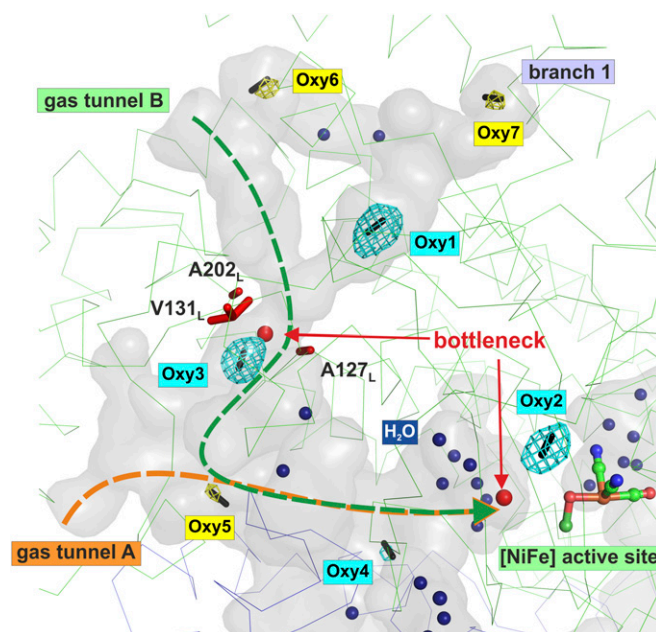 Oxy6
branch 1
gas tunnel B
Oxy7
Oxy1
A202L
V131L
bottleneck
Oxy3
A127L
Oxy2
H2O
Oxy5
gas tunnel A
[NiFe] active site
Oxy4